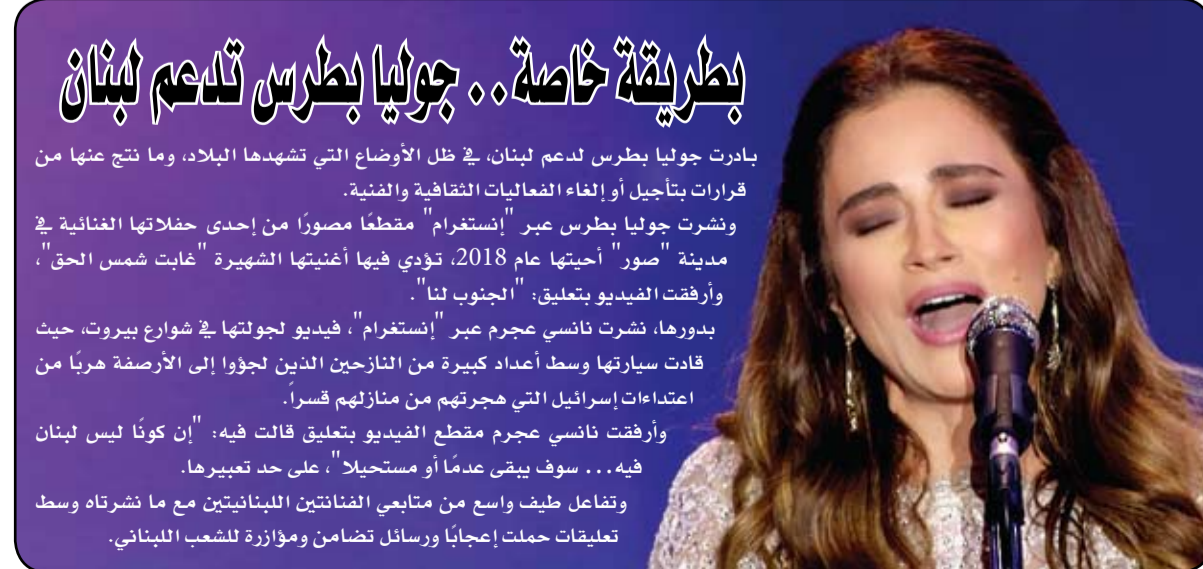 بطريقة خاصة.. جوليا بطرس تدعم لبنان
بادرت جوليا بطرس لدعم لبنان، في ظل الأوضاع التي تشهدها البلاد، وما نتج عنها من
قرارات بتأجيل أو إلغاء الفعاليات الثقافية والفنية.
ونشرت جوليا بطرس عبر "إنستغرام" مقطعًا مصورًا من إحدى حفلاتها الغنائية في
مدينة "صور" أحيتها عام 2018، تؤدي فيها أغنيتها الشهيرة "غابت شمس الحق"،
وأرفقت الفيديو بتعليق: "الجنوب لنا".
بدورها، نشرت نانسي عجرم عبر "إنستغرام"، فيديو لجولتها في شوارع بيروت، حيث
قادت سيارتها وسط أعداد كبيرة من النازحين الذين لجؤوا إلى الأرصفة هربًا من
اعتداءات إسرائيل التي هجرتهم من منازلهم قسراً.
وأرفقت نانسي عجرم مقطع الفيديو بتعليق قالت فيه: "إن كونًا ليس لبنان
فيه... سوف يبقى عدمًا أو مستحيلا"، على حد تعبيرها.
وتفاعل طيف واسع من متابعي الفنانتين اللبنانيتين مع ما نشرتاه وسط
تعليقات حملت إعجابًا ورسائل تضامن ومؤازرة للشعب اللبناني.